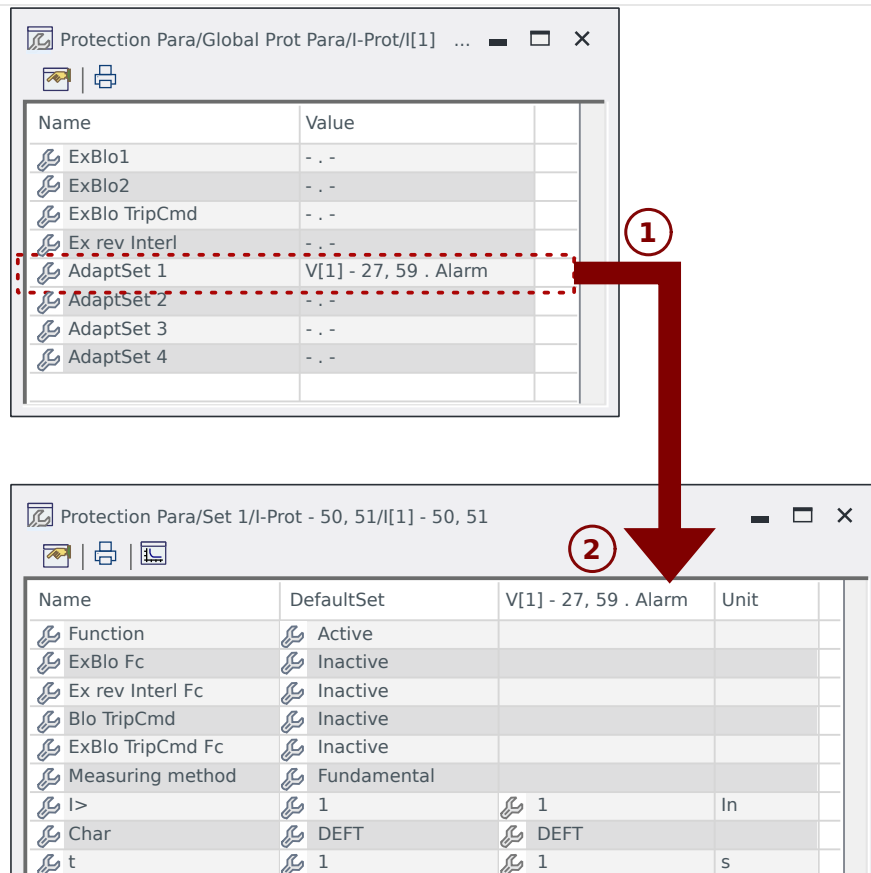 Protection Para/Global Prot Para/I-Prot/I[1] ...
Name Value
ExBlo1 - . -
ExBlo2 - . -
ExBlo TripCmd - . -
Ex rev Interl - . -
AdaptSet 1 V[1] - 27, 59 . Alarm
AdaptSet 2 - . -
AdaptSet 3 - . -
AdaptSet 4 - . -
1
Protection Para/Set 1/I-Prot - 50, 51/I[1] - 50, 51
2
Name DefaultSet V[1] - 27, 59 . Alarm Unit
Function Active
ExBlo Fc Inactive
Ex rev Interl Fc Inactive
Blo TripCmd Inactive
ExBlo TripCmd Fc Inactive
Measuring method Fundamental
I> 1 1 In
Char DEFT DEFT
t 1 1 s